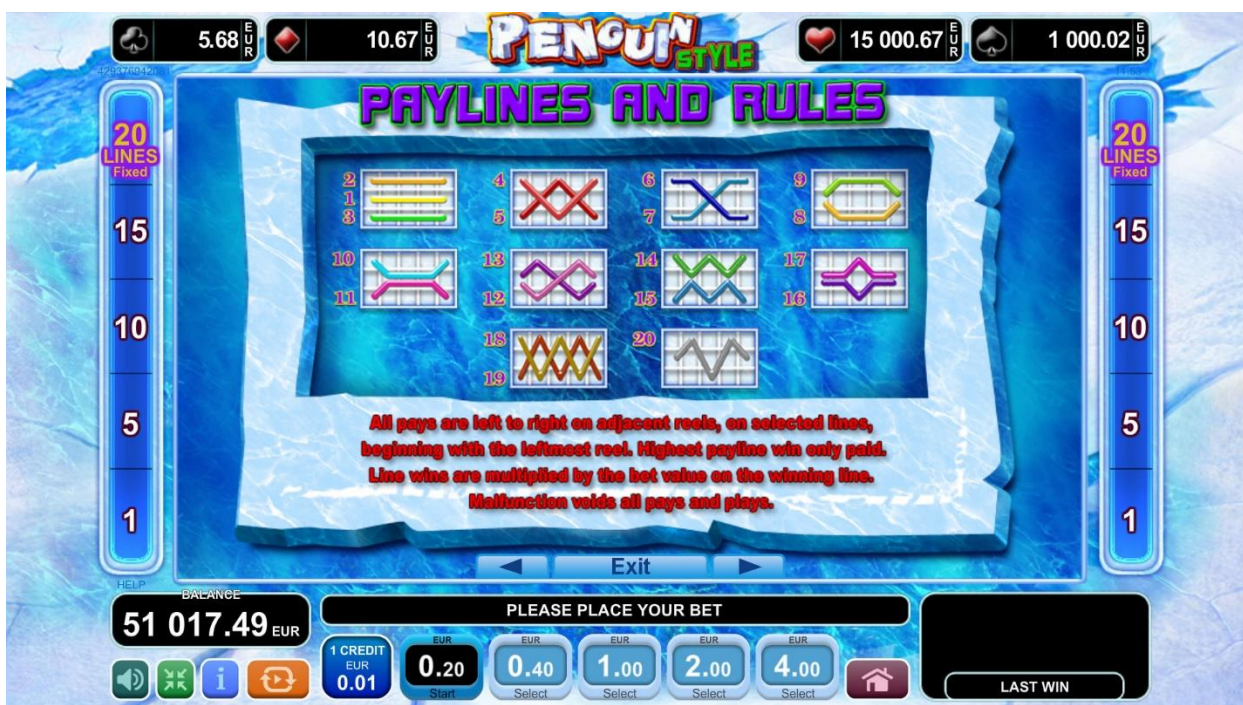 5.68 EUR
10.67 EUR
PENGUIN
STYLE
15 000.67 EUR
1 000.02 EUR
PAYLINES AND RULES
20
LINES
Fixed
15
10
5
1
2
1
3
4
5
6
7
9
8
10
11
13
12
14
15
17
16
18
19
20
20
LINES
Fixed
15
10
5
1
All pays are left to right on adjacent reels, on selected lines,
beginning with the leftmost reel. Highest payline win only paid.
Line wins are multiplied by the bet value on the winning line.
Malfunction voids all pays and plays.
Exit
HELP
BALANCE
51 017.49 EUR
PLEASE PLACE YOUR BET
1 CREDIT
EUR
0.01
EUR
0.20
Start
EUR
0.40
Select
EUR
1.00
Select
EUR
2.00
Select
EUR
4.00
Select
i
LAST WIN